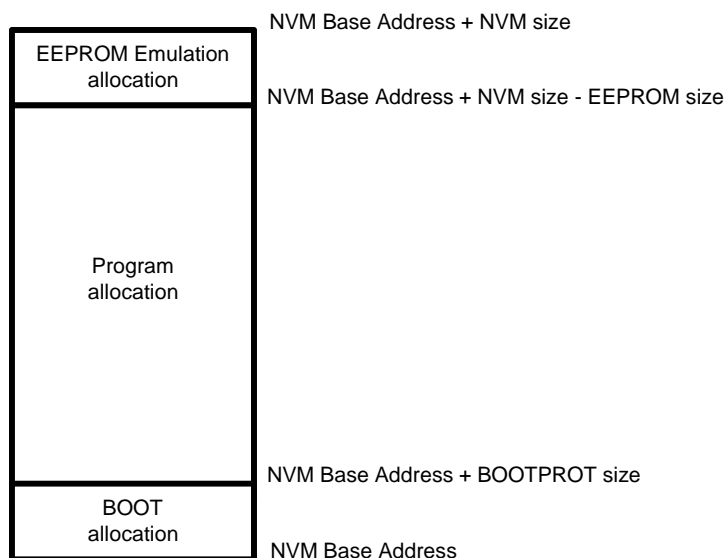 NVM Base Address + NVM size
EEPROM Emulation
allocation
NVM Base Address + NVM size - EEPROM size
Program
allocation
NVM Base Address + BOOTPROT size
BOOT
allocation
NVM Base Address